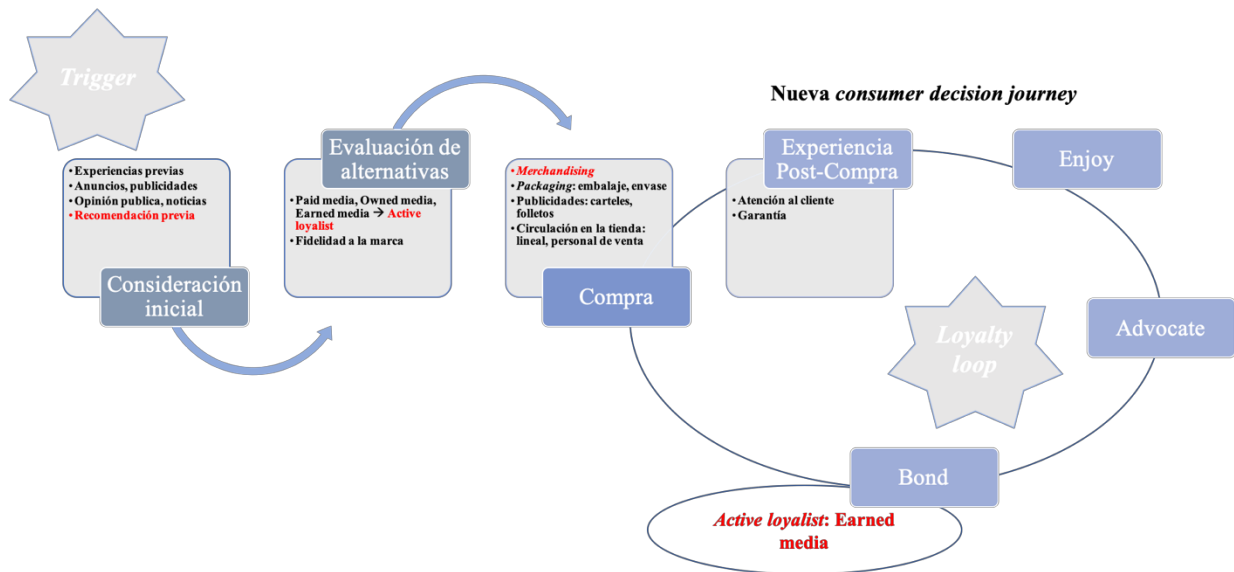 Trigger
• Experiencias previas
• Anuncios, publicidades
• Opinión publica, noticias
• Recomendación previa
Consideración
inicial
Evaluación de
alternativas
• Paid media, Owned media,
Earned media → Active
loyalist
• Fidelidad a la marca
• Merchandising
• Packaging: embalaje, envase
• Publicidades: carteles,
folletos
• Circulación en la tienda:
lineal, personal de venta
Compra
Nueva consumer decision journey
Experiencia
Post-Compra
• Atención al cliente
• Garantía
Enjoy
Advocate
Loyalty
loop
Bond
Active loyalist: Earned
media